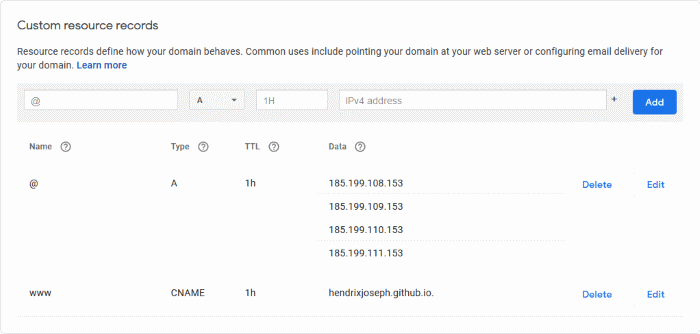 Custom resource records
Resource records define how your domain behaves. Common uses include pointing your domain at your web server or configuring email delivery for
your domain. Learn more
@ A 1H IPv4 address + Add
Name ? Type ? TTL ? Data ?
@ A 1h 185.199.108.153 Delete Edit
185.199.109.153
185.199.110.153
185.199.111.153
www CNAME 1h hendrixjoseph.github.io. Delete Edit